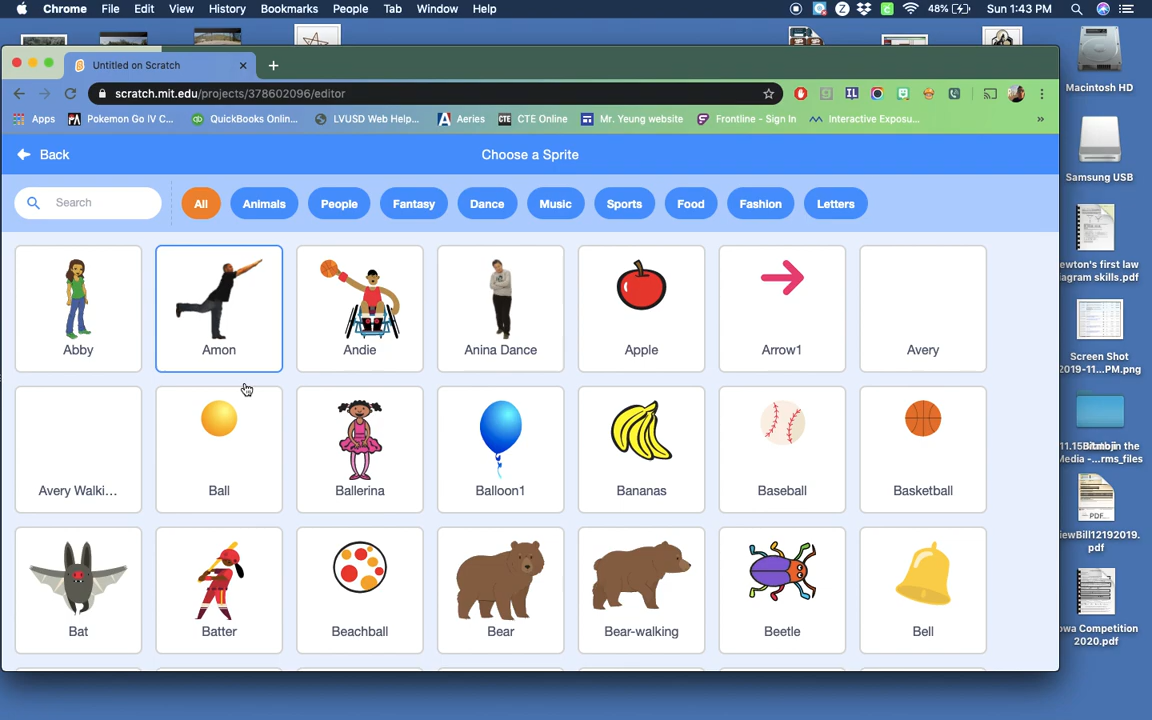 Chrome File Edit View History Bookmarks People Tab Window Help 48% Sun 1:43 PM
Untitled on Scratch
scratch.mit.edu/projects/378602096/editor
Apps Pokemon Go IV C... QuickBooks Onlin... LVUSD Web Help... Aeries CTE Online Mr. Yeung website Frontline - Sign In Interactive Exposu...
Back Choose a Sprite
Search All Animals People Fantasy Dance Music Sports Food Fashion Letters
Abby Amon Andie Anina Dance Apple Arrow1 Avery
Avery Walki... Ball Ballerina Balloon1 Bananas Baseball Basketball
Bat Batter Beachball Bear Bear-walking Beetle Bell
Macintosh HD
Samsung USB
ewton's first law
agram skills.pdf
Screen Shot
2019-11...PM.png
Media -...rms_files
PDF
iewBill12192019.
pdf
owa Competition
2020.pdf